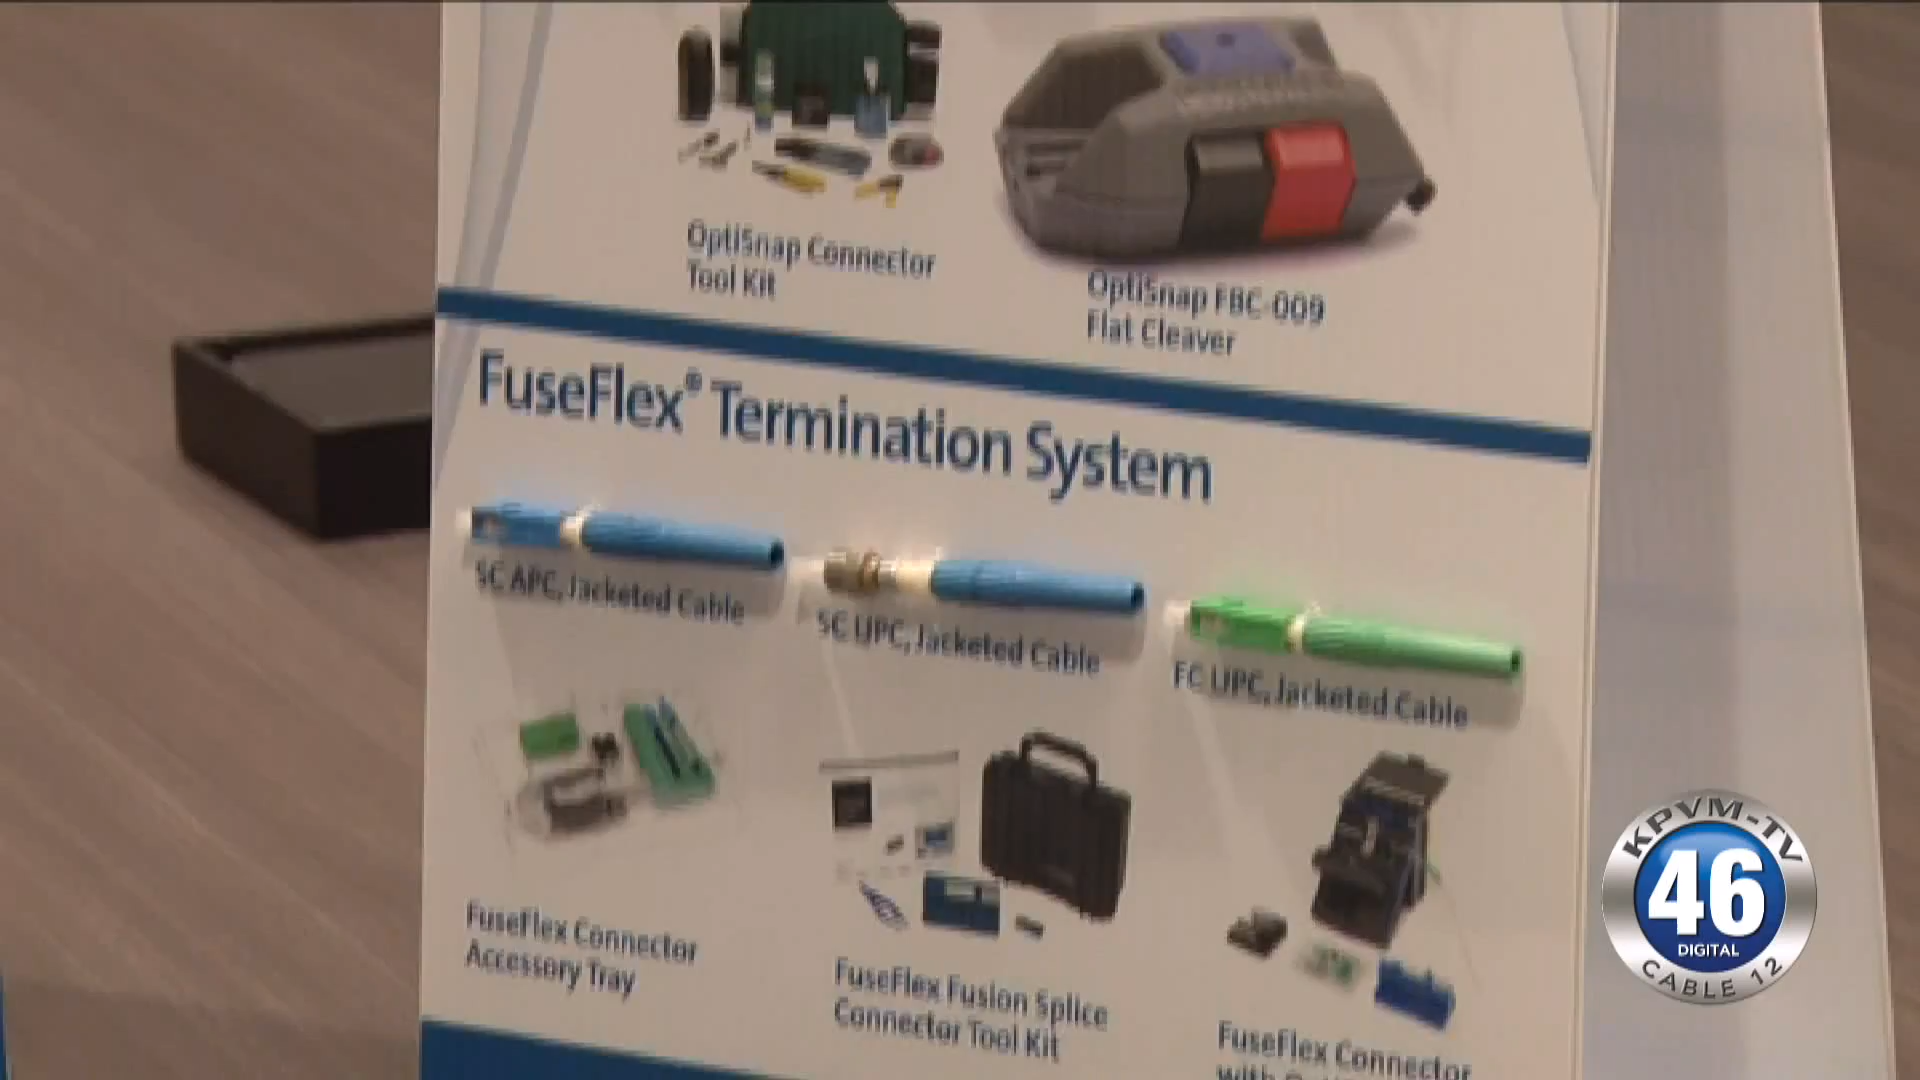 OptiSnap Connector
Tool Kit
OptiSnap FBC-009
Flat Cleaver
FuseFlex® Termination System
SC APC, Jacketed Cable
SC UPC, Jacketed Cable
FC UPC, Jacketed Cable
FuseFlex Connector
Accessory Tray
FuseFlex Fusion Splice
Connector Tool Kit
FuseFlex Connector
with
KPVM-TV
46
DIGITAL
CABLE 12